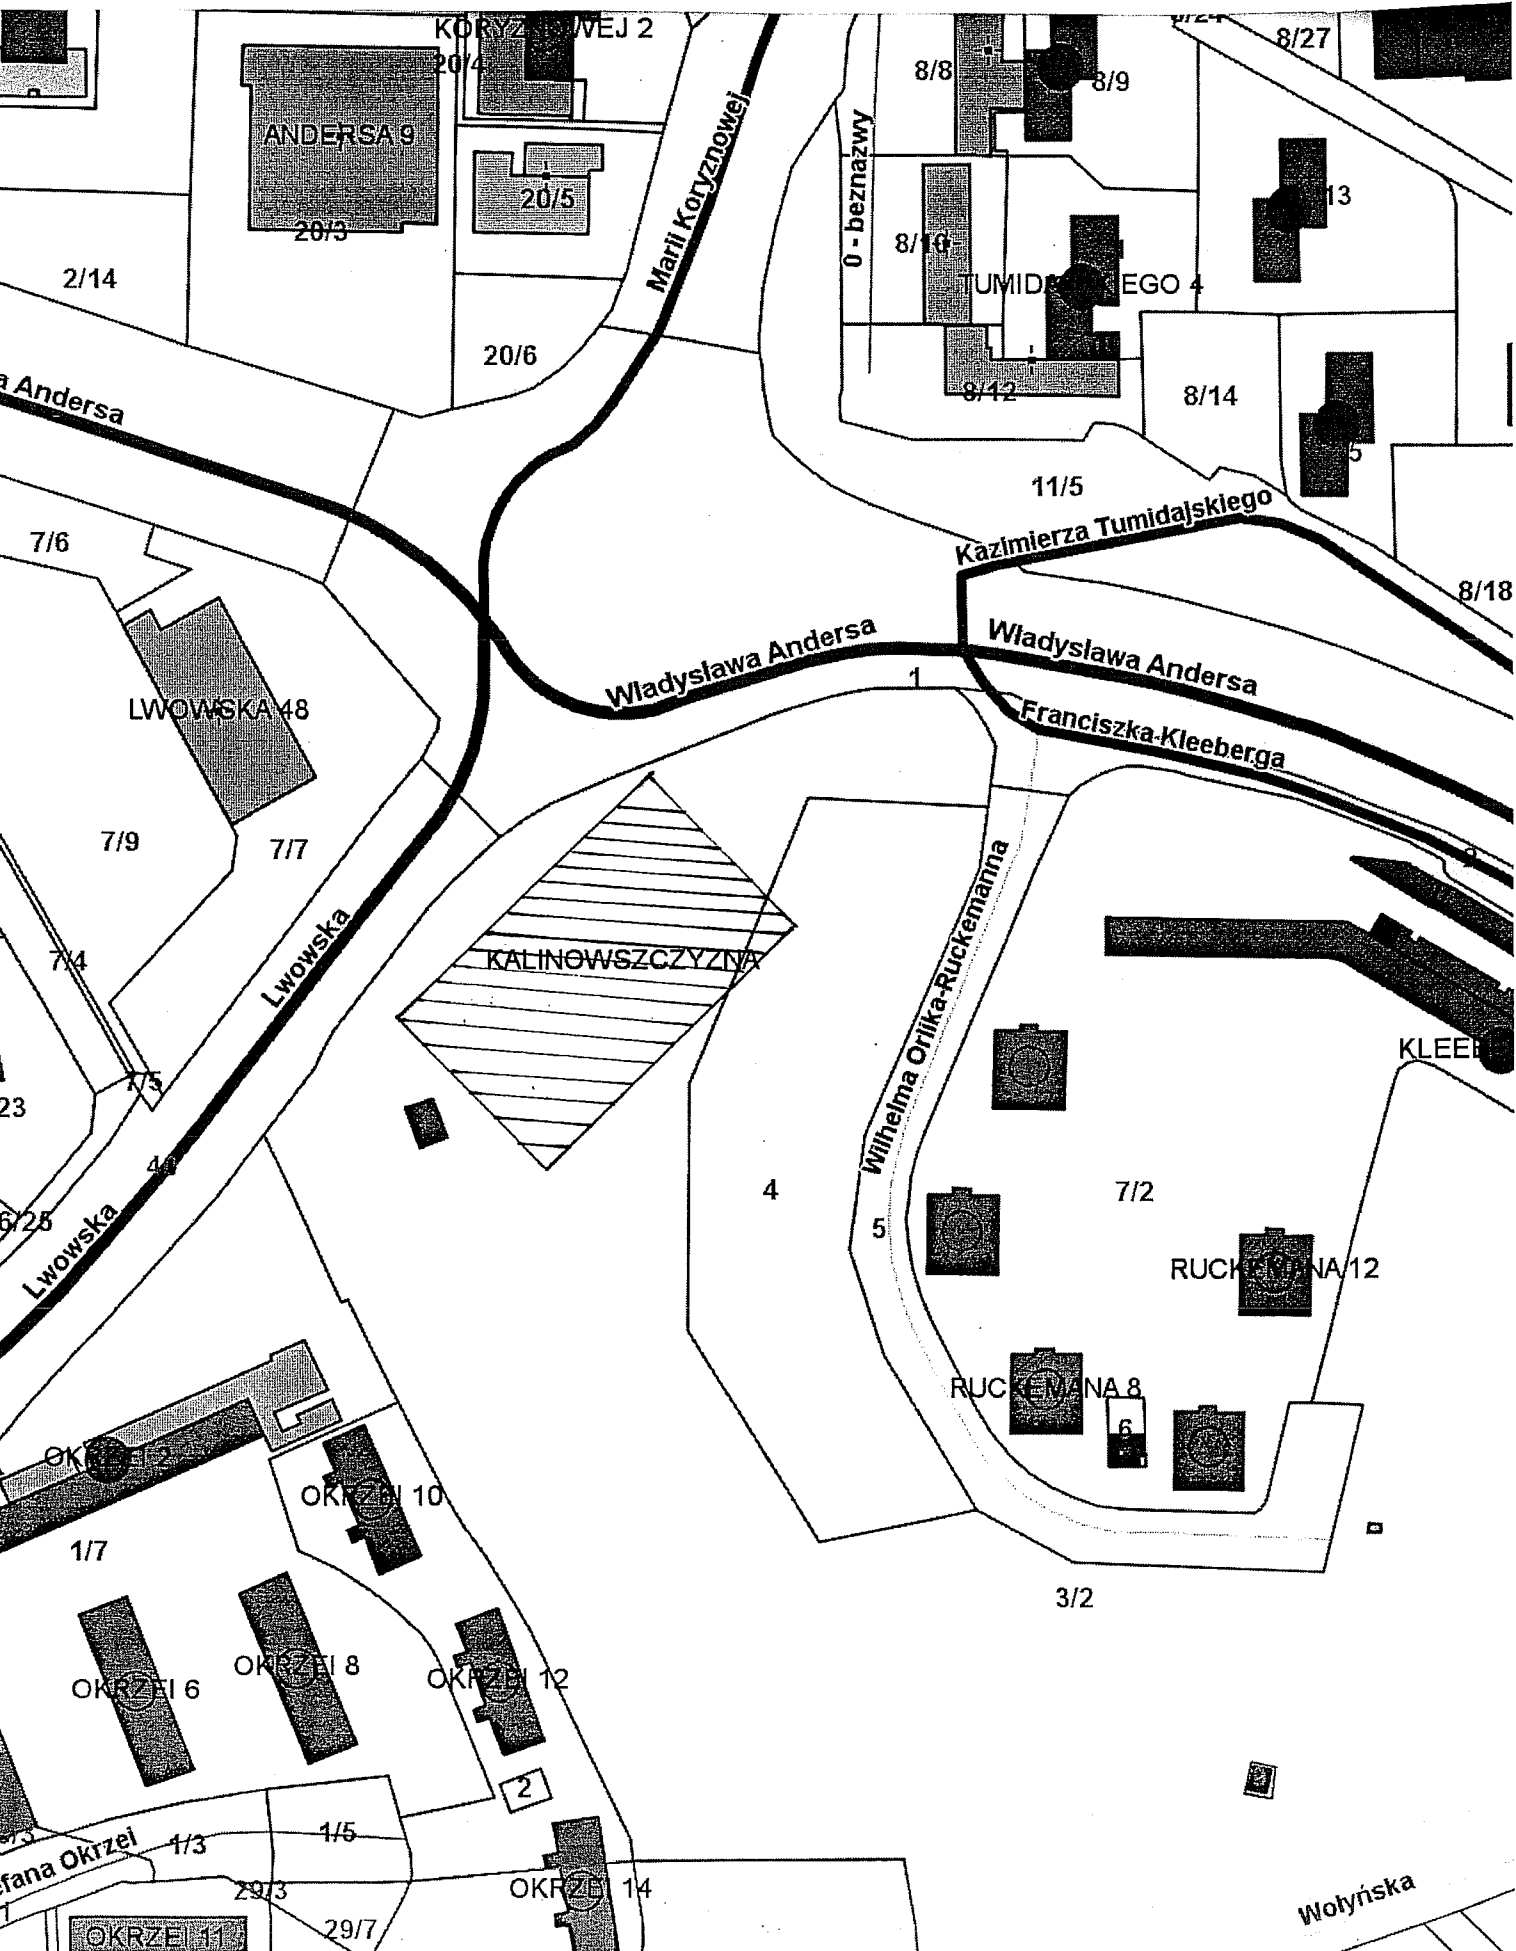 KORYZNOWEJ 2
8/27
20/4
8/8
8/9
ANDERSA 9
Marii Koryznowej
0 - beznazwy
20/5
13
20/3
8/10
2/14
TUMIDAJSKIEGO 4
20/6
a Andersa
8/12
8/14
5
11/5
Kazimierza Tumidajskiego
7/6
8/18
Władysława Andersa
Władysława Andersa
1
LWOWSKA 48
Franciszka Kleeberga
7/9
7/7
2
Wilhelma Orlika-Ruckemanna
Lwowska
7/4
KALINOWSZCZYZNA
KLEEB
7/5
23
44
4
7/2
6/25
5
Lwowska
RUCKEMANA 12
RUCKEMANA 8
6
OKRZEI 2
OKRZEI 10
1/7
3/2
OKRZEI 8
OKRZEI 12
OKRZEI 6
2
1/5
1/3
efana Okrzei
29/3
OKRZEI 14
Wołyńska
29/7
OKRZEI 11